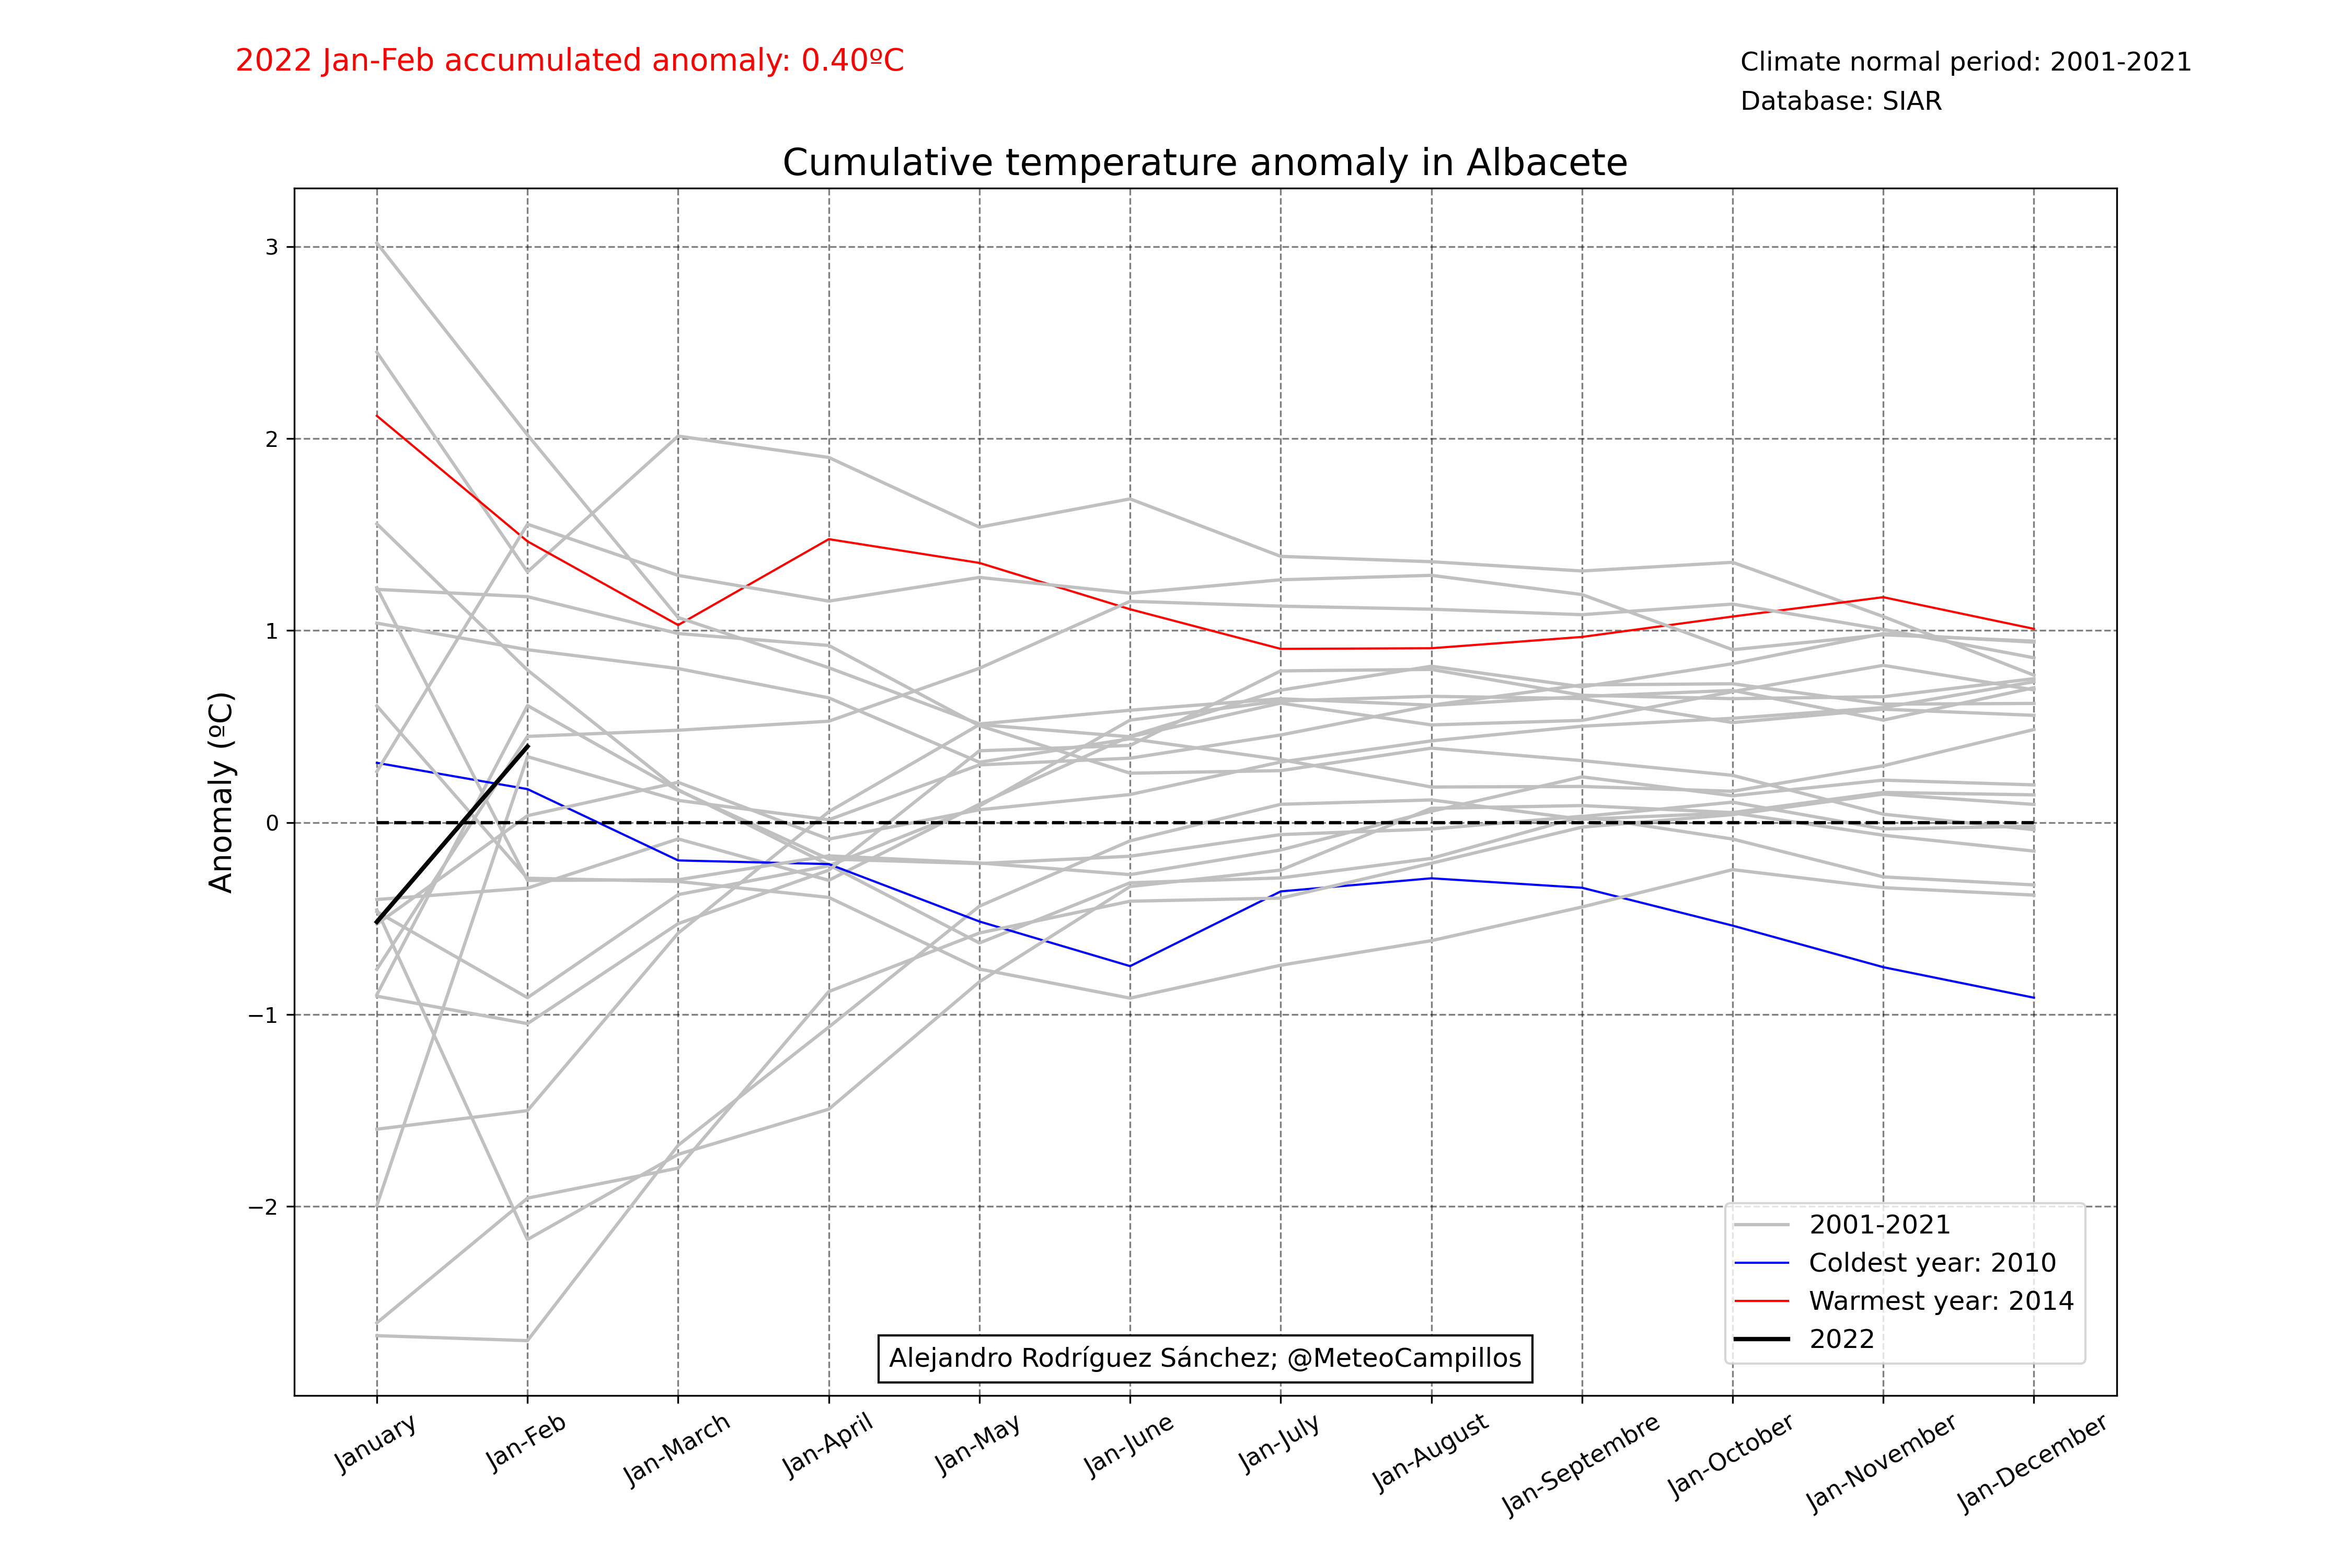 2022 Jan-Feb accumulated anomaly: 0.40ºC
Climate normal period: 2001-2021
Database: SIAR
Cumulative temperature anomaly in Albacete
Anomaly (ºC)
3
2
1
0
−1
−2
2001-2021
Coldest year: 2010
Warmest year: 2014
2022
Alejandro Rodríguez Sánchez; @MeteoCampillos
January
Jan-Feb
Jan-March
Jan-April
Jan-May
Jan-June
Jan-July
Jan-August
Jan-Septembre
Jan-October
Jan-November
Jan-December